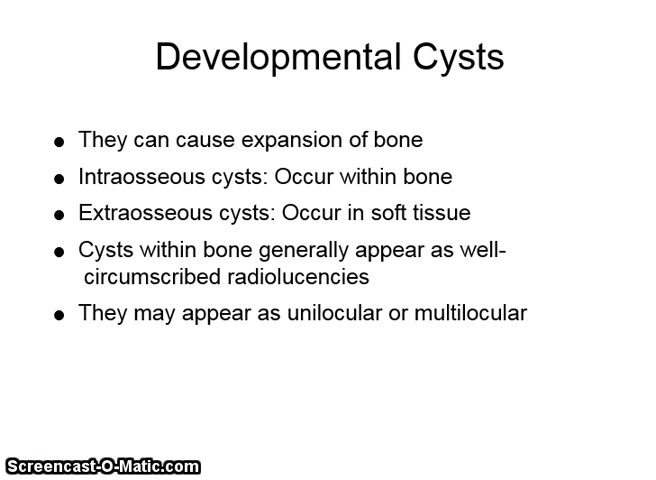 Developmental Cysts
● They can cause expansion of bone
● Intraosseous cysts: Occur within bone
● Extraosseous cysts: Occur in soft tissue
● Cysts within bone generally appear as well-
circumscribed radiolucencies
● They may appear as unilocular or multilocular
Screencast-O-Matic.com